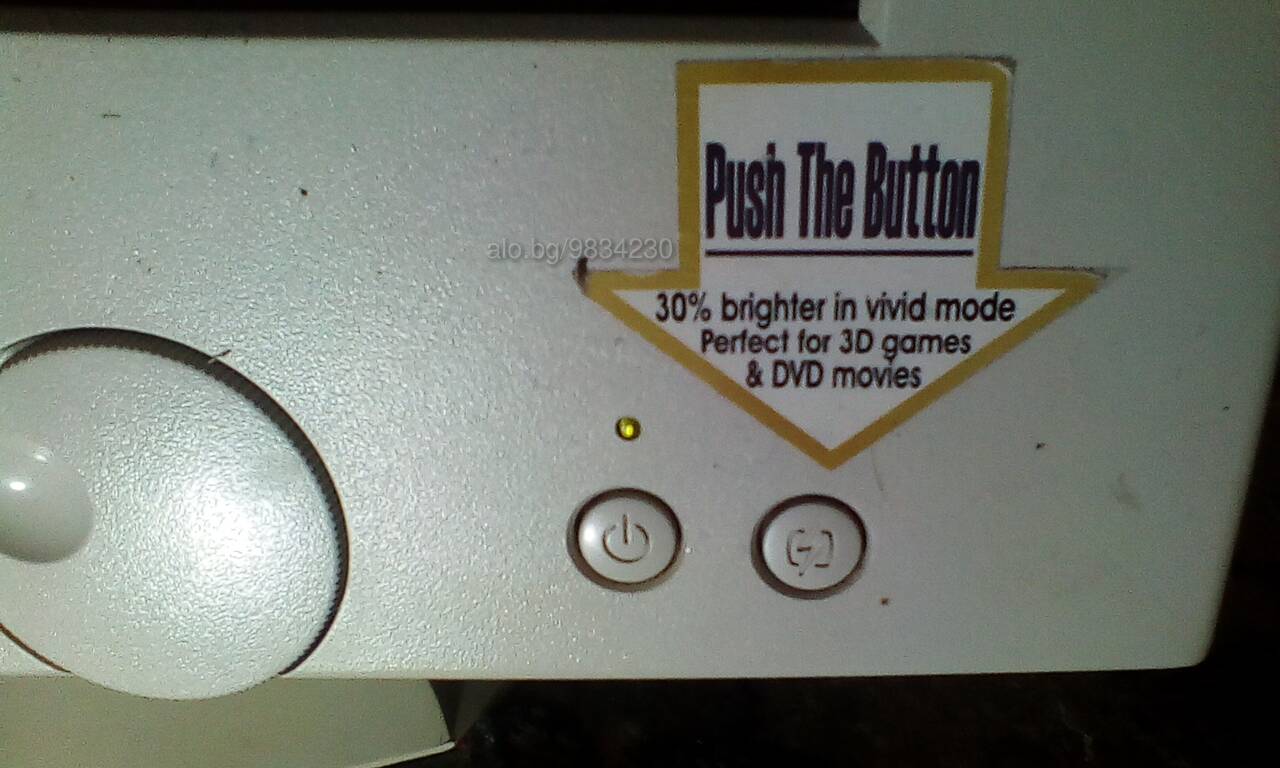 Push The Button
alo.bg/9834230
30% brighter in vivid mode
Perfect for 3D games
& DVD movies